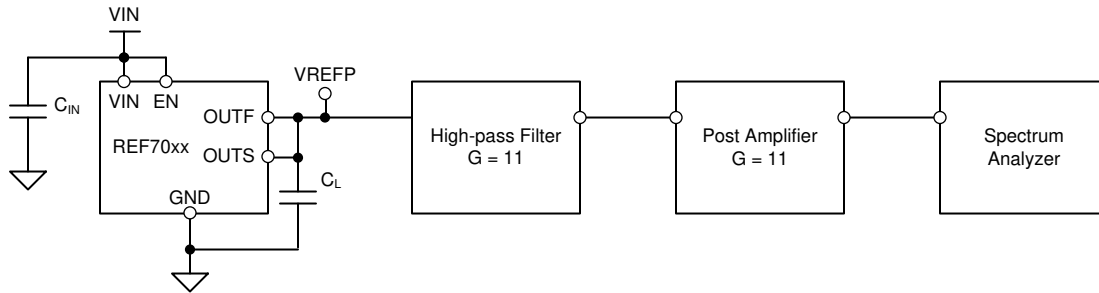 VIN
VREFP
CIN
VIN
EN
OUTF
REF70xx
OUTS
GND
CL
High-pass Filter
G = 11
Post Amplifier
G = 11
Spectrum
Analyzer